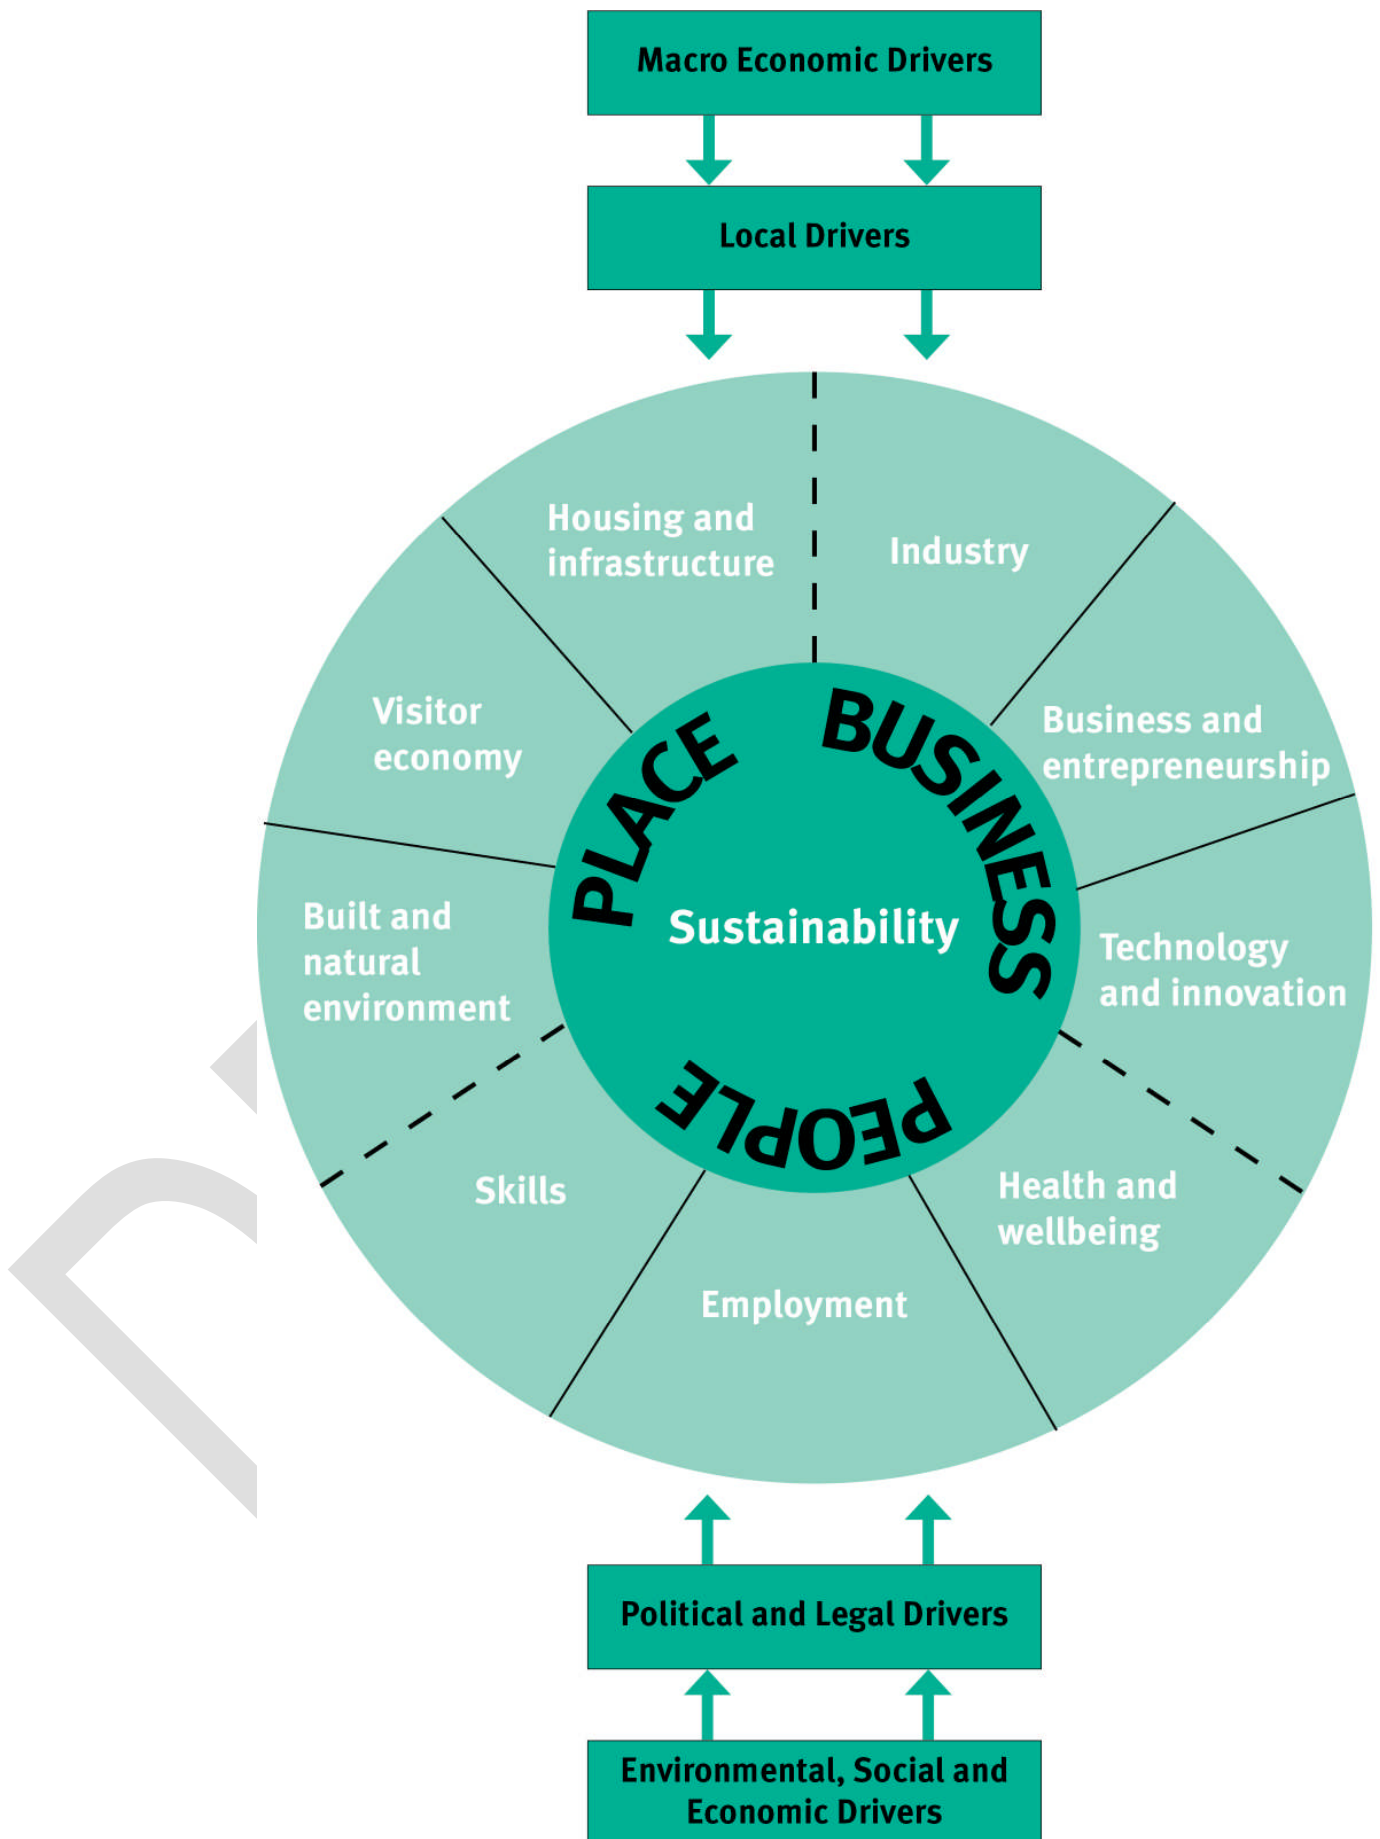 Macro Economic Drivers
Local Drivers
Housing and
infrastructure
Industry
Visitor
economy
Business and
entrepreneurship
PLACE
BUSINESS
Sustainability
Built and
natural
environment
Technology
and innovation
PEOPLE
Skills
Health and
wellbeing
Employment
Political and Legal Drivers
Environmental, Social and
Economic Drivers